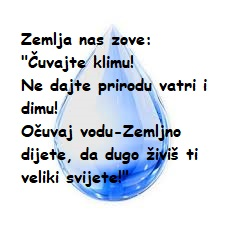 Zemlja nas zove:
"Čuvajte klimu!
Ne dajte prirodu vatri i
dimu!
Očuvaj vodu-Zemljno
dijete, da dugo živiš ti
veliki svijete!"